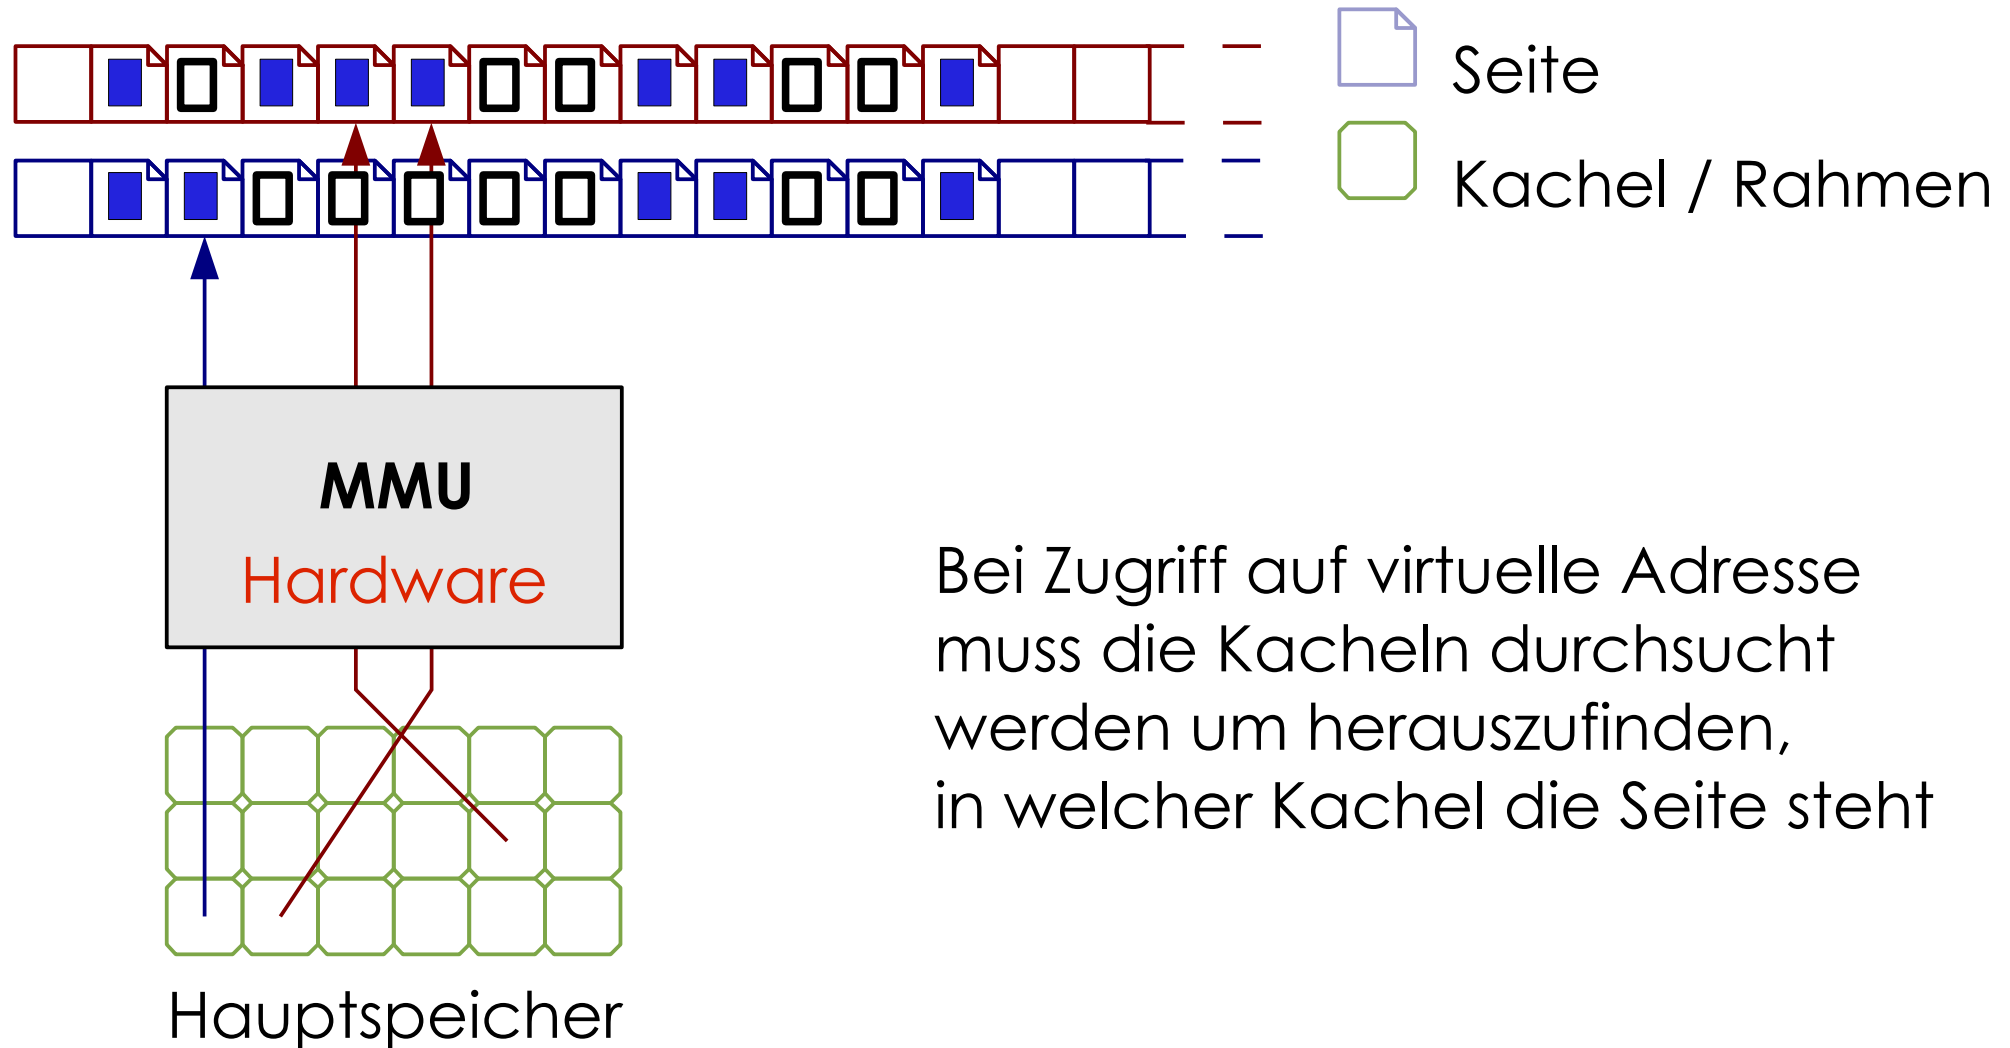 Seite
Kachel / Rahmen
MMU
Hardware
Bei Zugriff auf virtuelle Adresse
muss die Kacheln durchsucht
werden um herauszufinden,
in welcher Kachel die Seite steht
Hauptspeicher